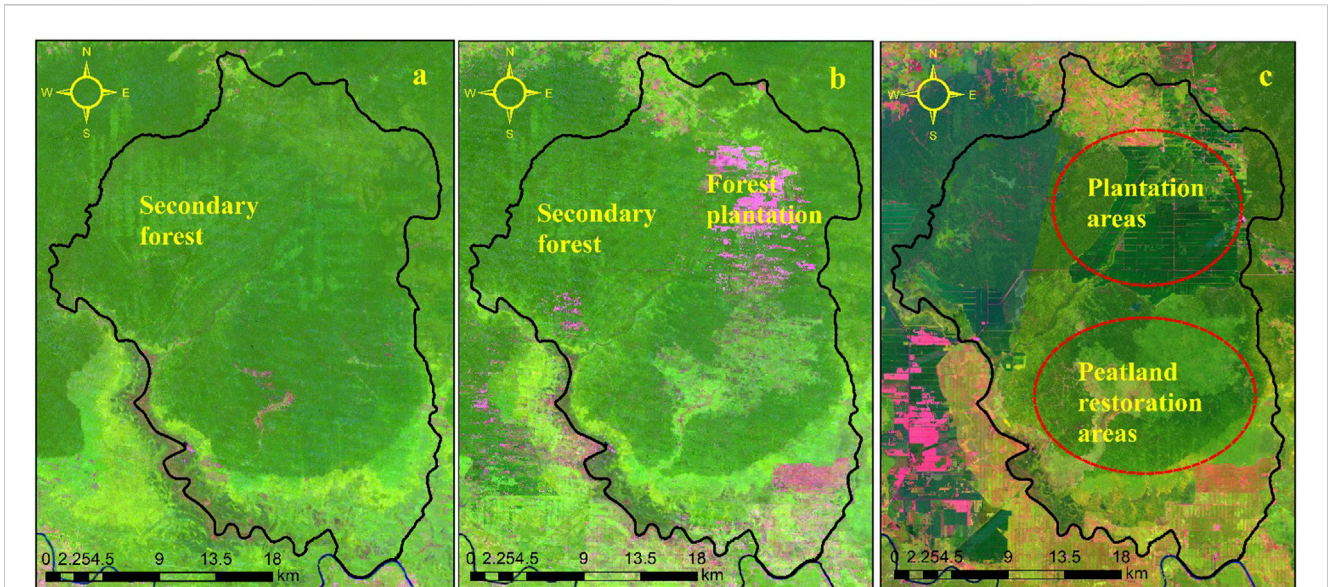 a
N
W E
S
Secondary
forest
0 2.254.5 9 13.5 18
km
b
N
W E
S
Secondary
forest
Forest
plantation
0 2.254.5 9 13.5 18
km
c
N
W E
S
Plantation
areas
Peatland
restoration
areas
0 2.254.5 9 13.5 18
km